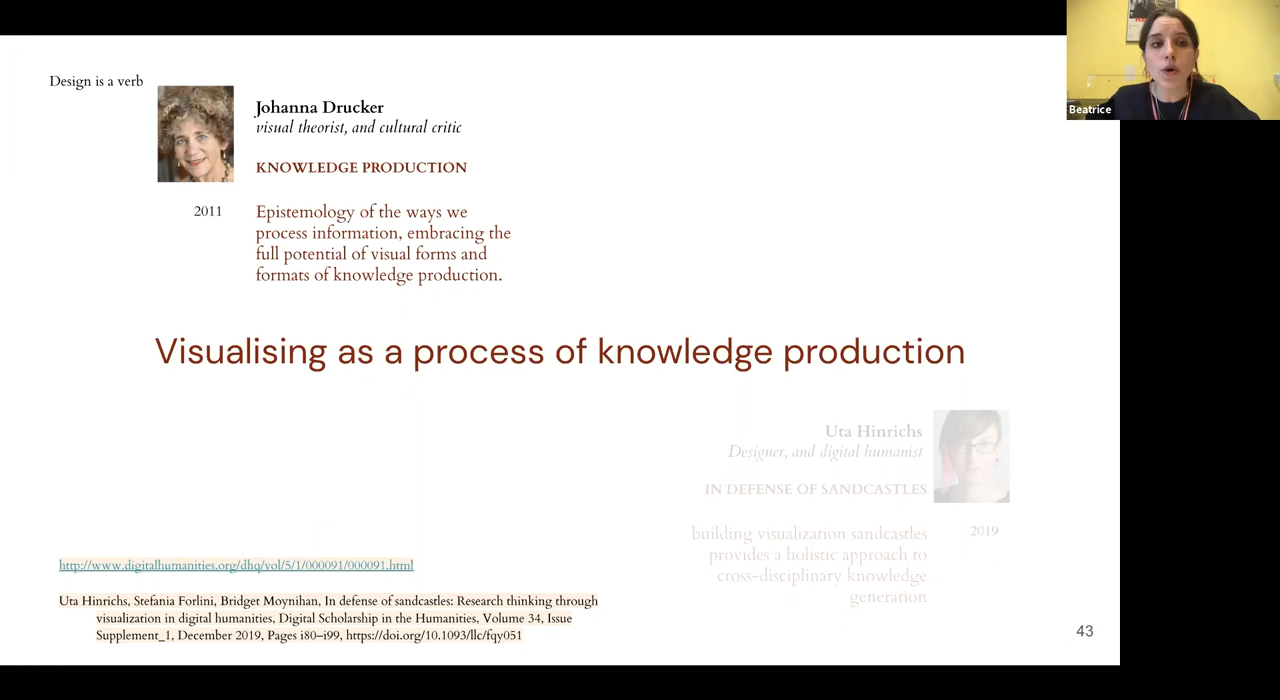 Design is a verb
Johanna Drucker
visual theorist, and cultural critic
KNOWLEDGE PRODUCTION
2011
Epistemology of the ways we
process information, embracing the
full potential of visual forms and
formats of knowledge production.
Visualising as a process of knowledge production
Uta Hinrichs
Designer, and digital humanist
IN DEFENSE OF SANDCASTLES
2019
building visualization sandcastles
provides a holistic approach to
cross-disciplinary knowledge
generation
http://www.digitalhumanities.org/dhq/vol/5/1/000091/000091.html
Uta Hinrichs, Stefania Forlini, Bridget Moynihan, In defense of sandcastles: Research thinking through
visualization in digital humanities, Digital Scholarship in the Humanities, Volume 34, Issue
Supplement_1, December 2019, Pages i80–i99, https://doi.org/10.1093/llc/fqy051
43
Beatrice